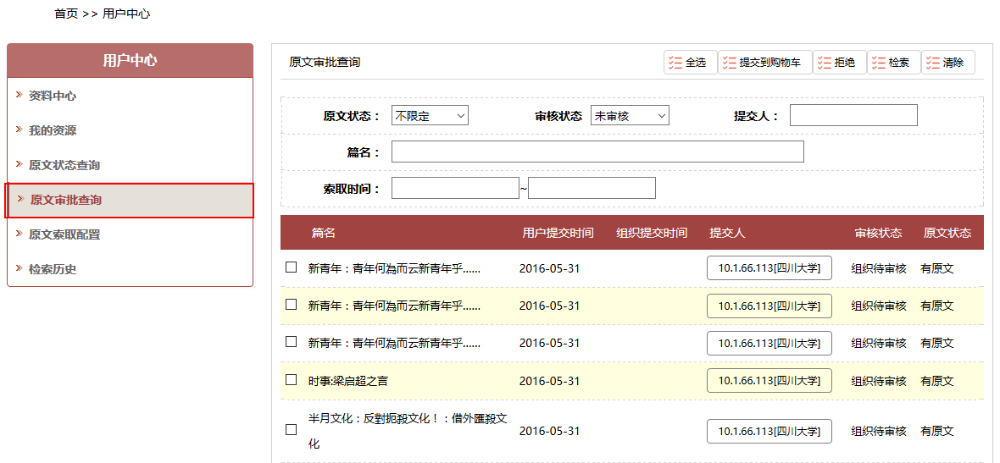 首页 >> 用户中心
用户中心
资料中心
我的资源
原文状态查询
原文审批查询
原文索取配置
检索历史
原文审批查询
全选 提交到购物车 拒绝 检索 清除
原文状态： 不限定 审核状态 未审核 提交人：
篇名：
索取时间： ~
篇名 用户提交时间 组织提交时间 提交人 审核状态 原文状态
新青年：青年何為而云新青年乎...... 2016-05-31 10.1.66.113[四川大学] 组织待审核 有原文
新青年：青年何為而云新青年乎...... 2016-05-31 10.1.66.113[四川大学] 组织待审核 有原文
新青年：青年何為而云新青年乎...... 2016-05-31 10.1.66.113[四川大学] 组织待审核 有原文
时事:梁启超之言 2016-05-31 10.1.66.113[四川大学] 组织待审核 有原文
半月文化：反對扼殺文化！：借外匯殺文
化 2016-05-31 10.1.66.113[四川大学] 组织待审核 有原文